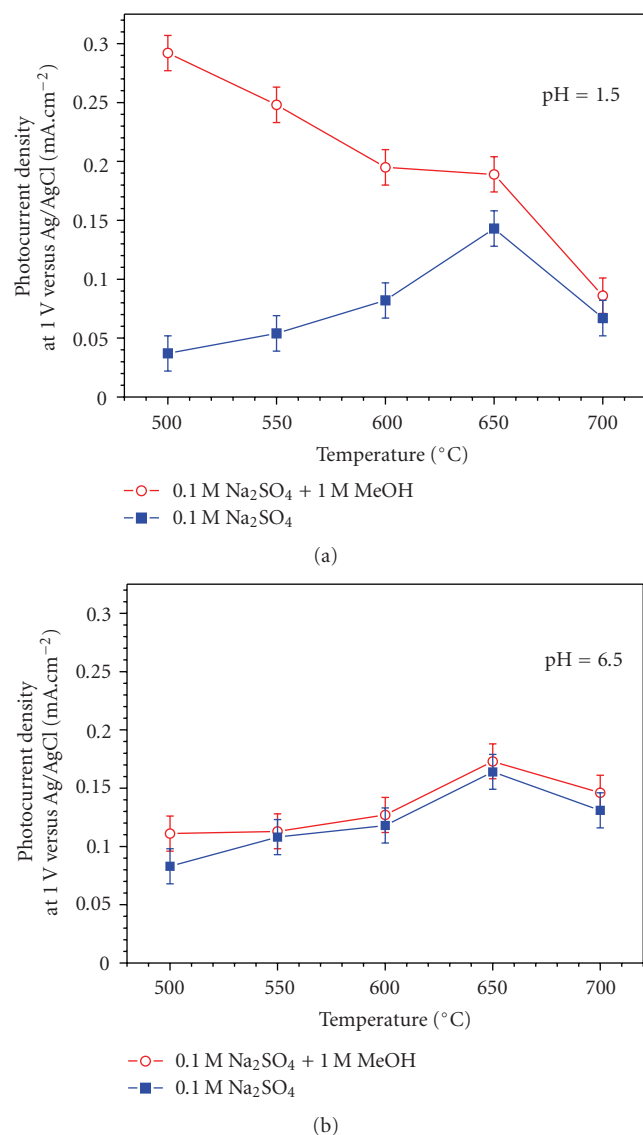 0.3
0.25
0.2
0.15
0.1
0.05
0
Photocurrent density
at 1 V versus Ag/AgCl (mA.cm−2)
pH = 1.5
500 550 600 650 700
Temperature (°C)
0.1 M Na2SO4 + 1 M MeOH
0.1 M Na2SO4
(a)
0.3
0.25
0.2
0.15
0.1
0.05
0
Photocurrent density
at 1 V versus Ag/AgCl (mA.cm−2)
pH = 6.5
500 550 600 650 700
Temperature (°C)
0.1 M Na2SO4 + 1 M MeOH
0.1 M Na2SO4
(b)